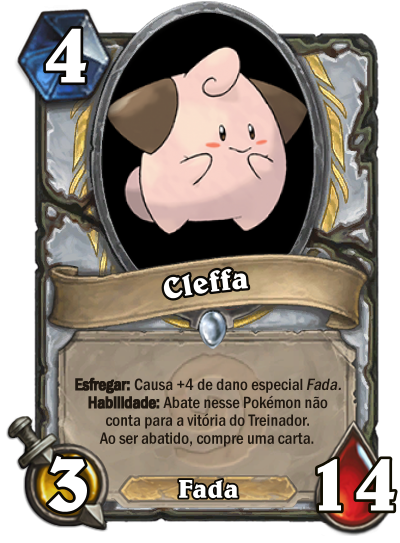 4
Cleffa
Esfregar: Causa +4 de dano especial Fada.
Habilidade: Abate nesse Pokémon não
conta para a vitória do Treinador.
Ao ser abatido, compre uma carta.
3
Fada
14